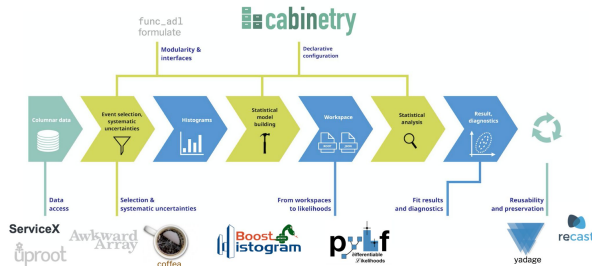 func_adl
formulate
cabinetry
Modularity &
interfaces
Declarative
configuration
Columnar data
Event selection,
systematic
uncertainties
Histograms
Statistical
model
building
Workspace
Statistical
analysis
Result,
diagnostics
Data
access
Selection &
systematic uncertainties
From workspaces
to likelihoods
Fit results
and diagnostics
Reusability
and preservation
ServiceX
uproot
Awkward
Array
coffea
Boost
Histogram
pyhf
differentiable
likelihoods
yadage
recast